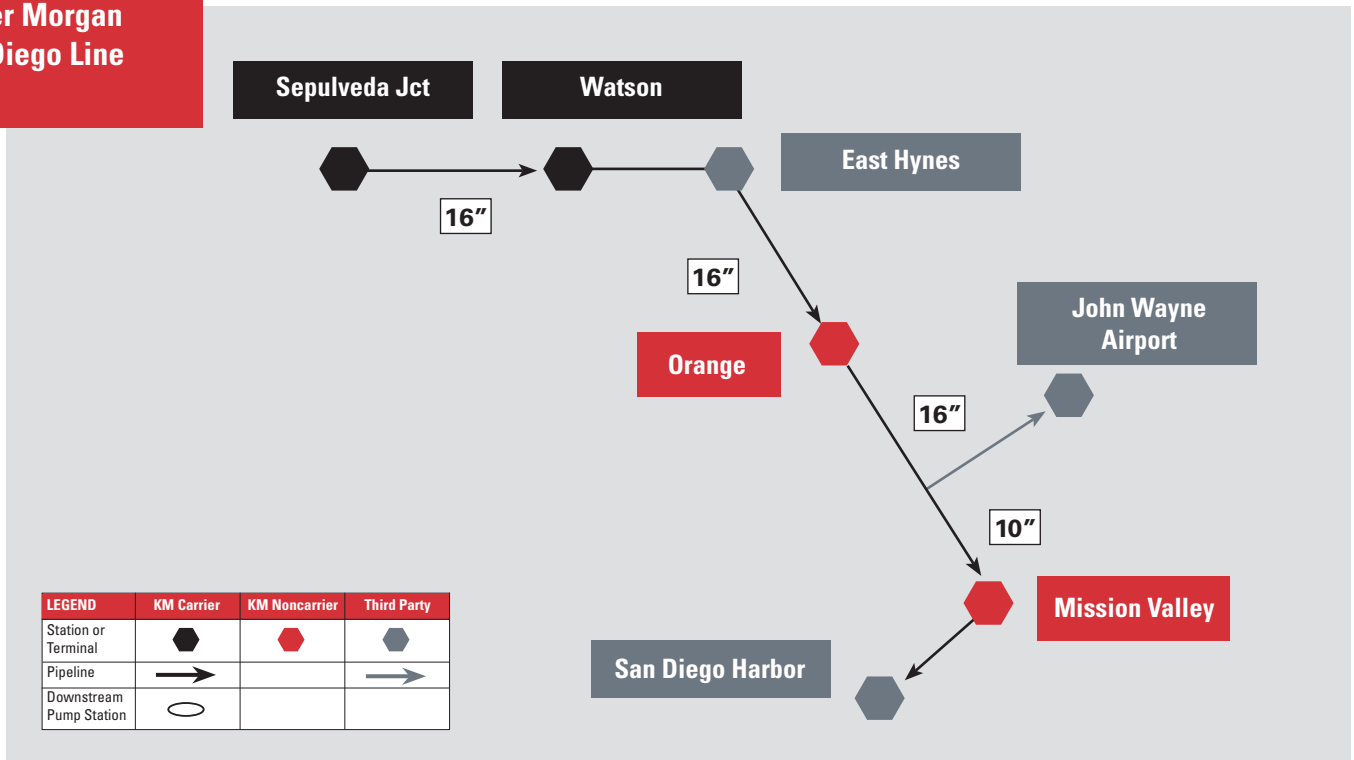 Morgan
Diego Line
Sepulveda Jct
Watson
East Hynes
16”
16”
John Wayne
Airport
Orange
16”
10”
Mission Valley
San Diego Harbor
LEGEND KM Carrier KM Noncarrier Third Party
Station or
Terminal
Pipeline
Downstream
Pump Station